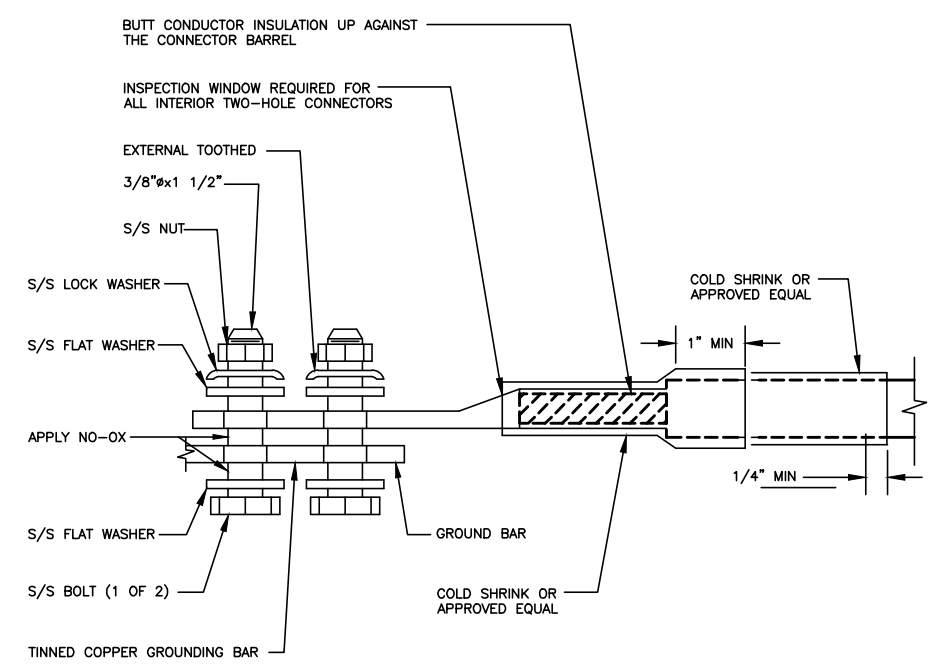 BUTT CONDUCTOR INSULATION UP AGAINST
THE CONNECTOR BARREL
INSPECTION WINDOW REQUIRED FOR
ALL INTERIOR TWO-HOLE CONNECTORS
EXTERNAL TOOTHED
3/8"øx1 1/2"
S/S NUT
S/S LOCK WASHER
S/S FLAT WASHER
APPLY NO-OX
S/S FLAT WASHER
S/S BOLT (1 OF 2)
TINNED COPPER GROUNDING BAR
GROUND BAR
COLD SHRINK OR
APPROVED EQUAL
1" MIN
COLD SHRINK OR
APPROVED EQUAL
1/4" MIN